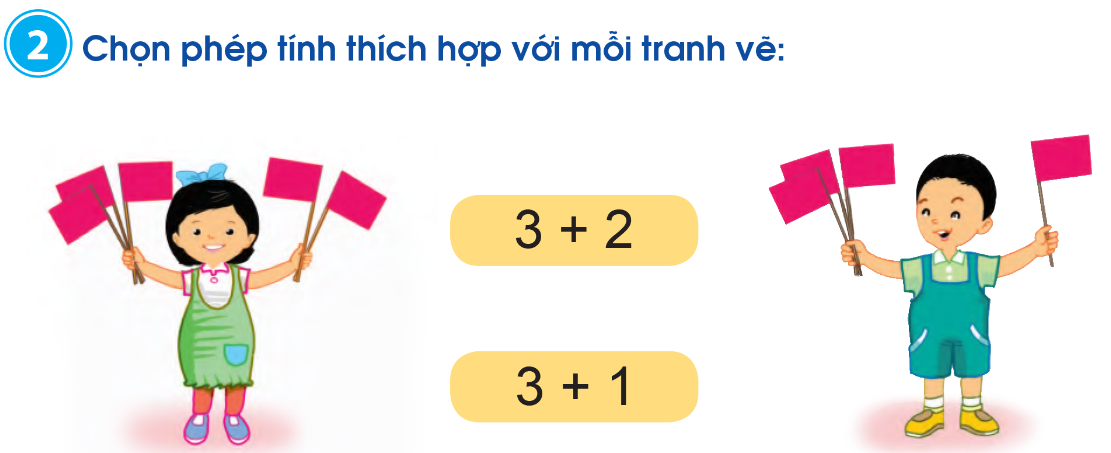 2 Chọn phép tính thích hợp với mỗi tranh vẽ:
3 + 2
3 + 1